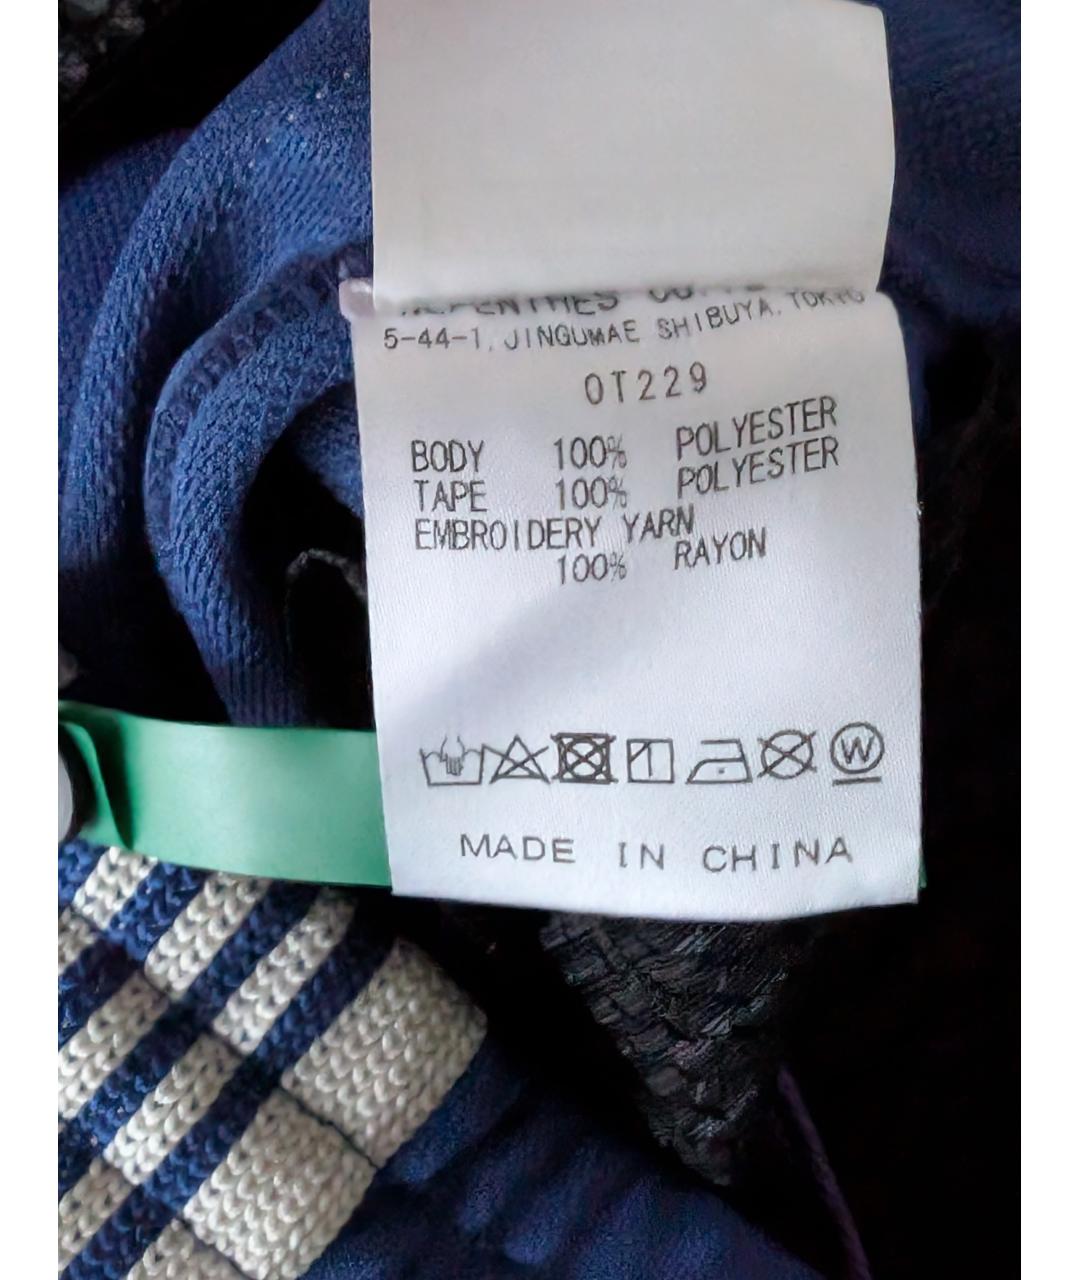 5-44-1, JINGUMAE SHIBUYA, TOKYO
OT229
BODY 100% POLYESTER
TAPE 100% POLYESTER
EMBROIDERY YARN
100% RAYON
W
MADE IN CHINA